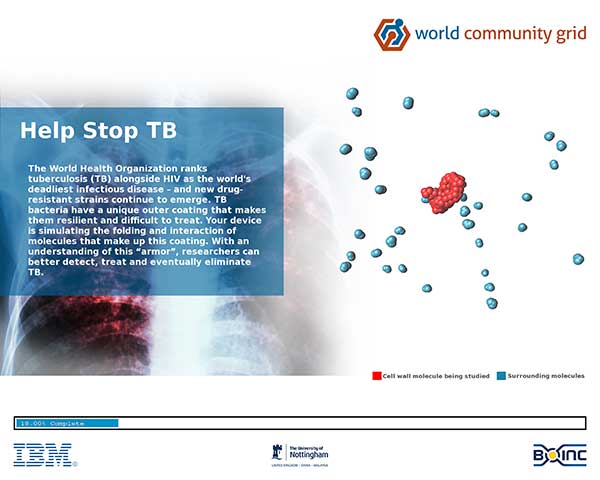 world community grid
Help Stop TB
The World Health Organization ranks
tuberculosis (TB) alongside HIV as the world's
deadliest infectious disease – and new drug-
resistant strains continue to emerge. TB
bacteria have a unique outer coating that makes
them resilient and difficult to treat. Your device
is simulating the folding and interaction of
molecules that make up this coating. With an
understanding of this “armor”, researchers can
better detect, treat and eventually eliminate
TB.
Cell wall molecule being studied
Surrounding molecules
18.00% Complete
IBM®
The University of
Nottingham
UNITED KINGDOM · CHINA · MALAYSIA
BOINC